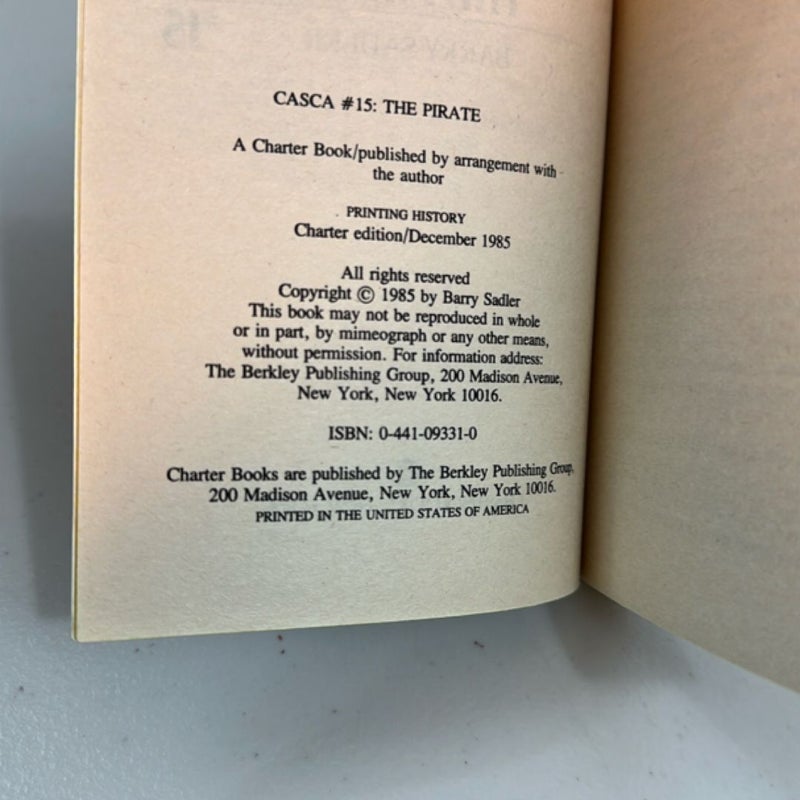 CASCA #15: THE PIRATE
A Charter Book/published by arrangement with
the author
PRINTING HISTORY
Charter edition/December 1985
All rights reserved
Copyright © 1985 by Barry Sadler
This book may not be reproduced in whole
or in part, by mimeograph or any other means,
without permission. For information address:
The Berkley Publishing Group, 200 Madison Avenue,
New York, New York 10016.
ISBN: 0-441-09331-0
Charter Books are published by The Berkley Publishing Group,
200 Madison Avenue, New York, New York 10016.
PRINTED IN THE UNITED STATES OF AMERICA